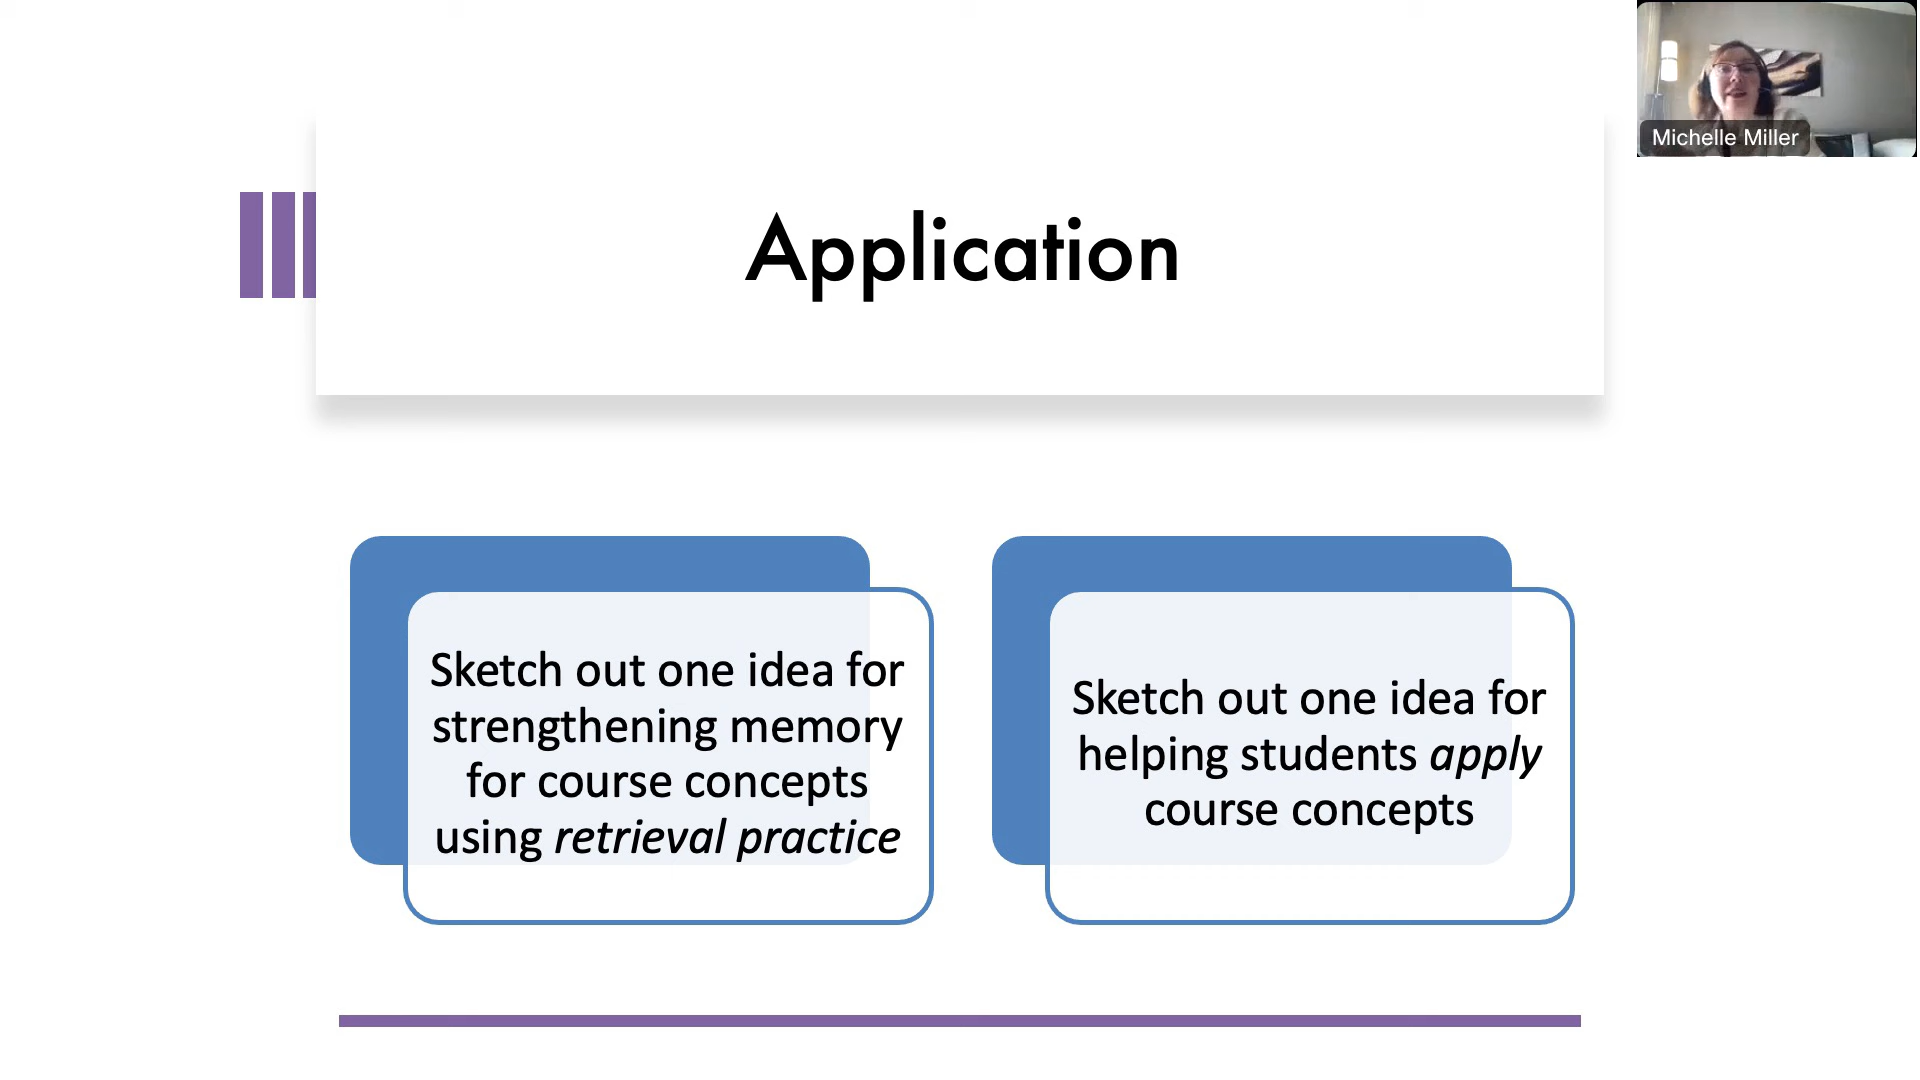 Michelle Miller
Application
Sketch out one idea for
strengthening memory
for course concepts
using retrieval practice
Sketch out one idea for
helping students apply
course concepts